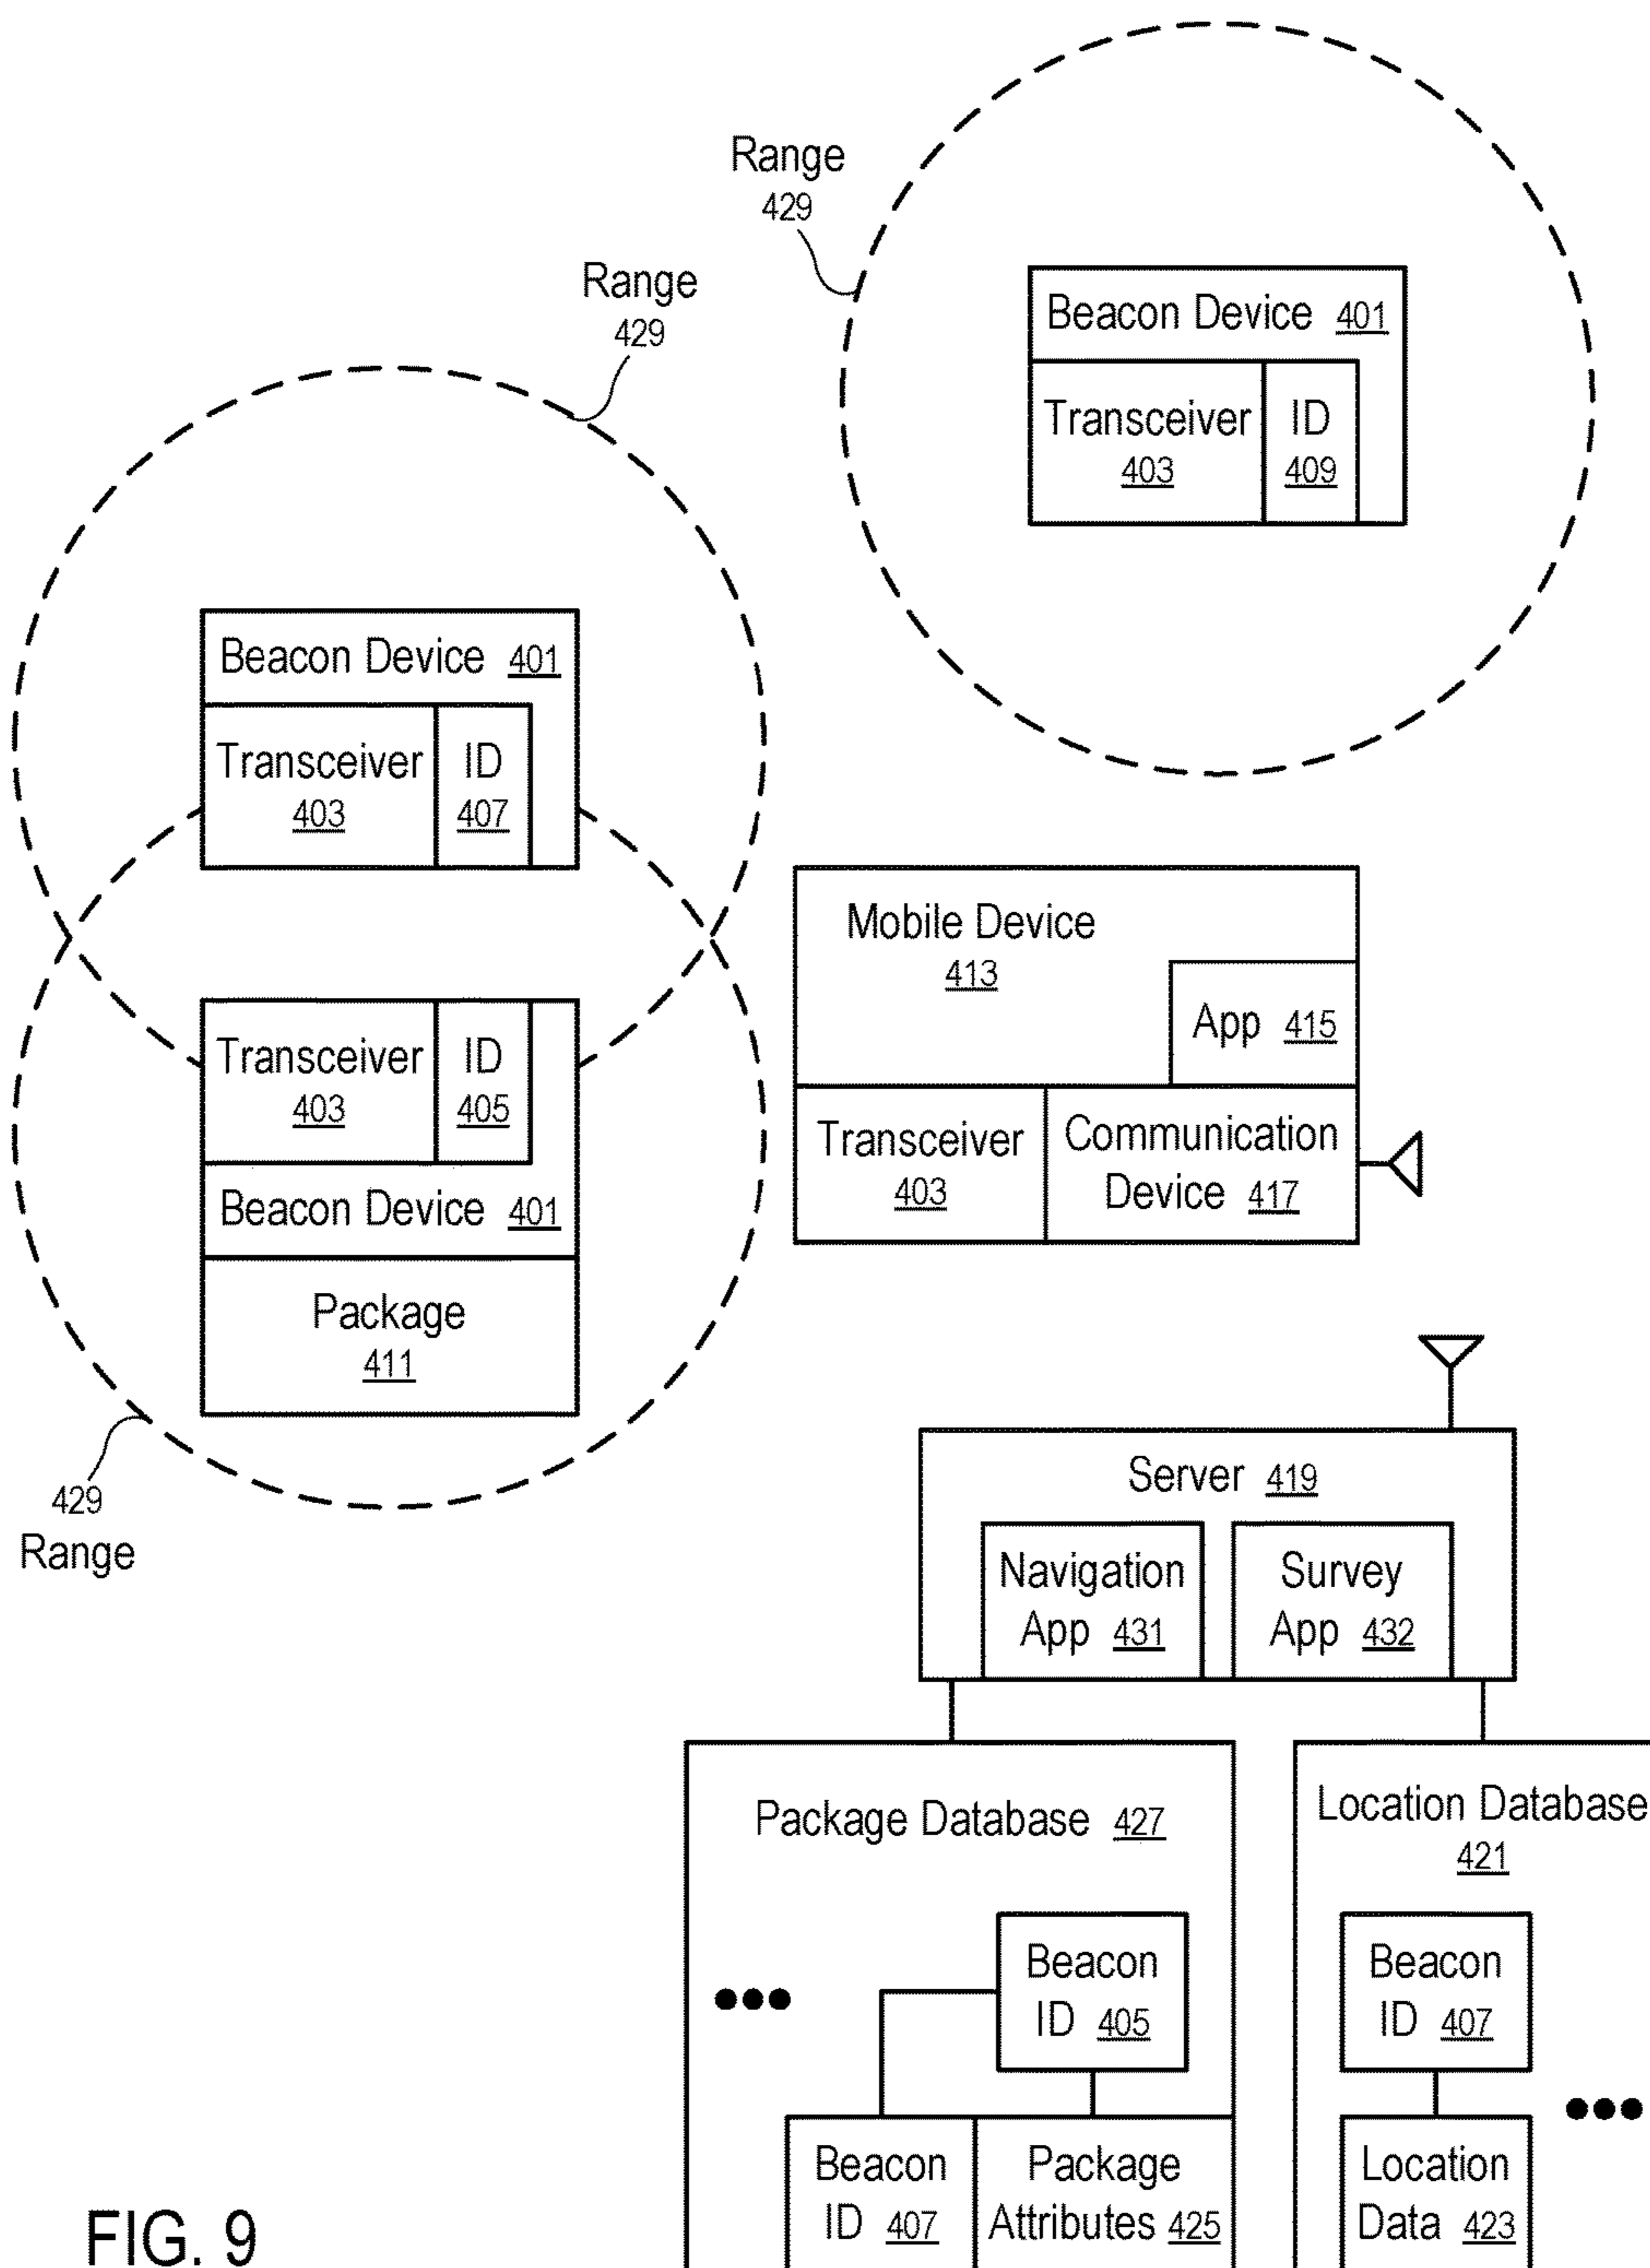 Range
429
Beacon Device 401
Transceiver ID
403 409
Range
429
Beacon Device 401
Transceiver ID
403 407
Transceiver ID
403 405
Beacon Device 401
Package
411
429
Range
Mobile Device
413
App 415
Transceiver
403
Communication
Device 417
Server 419
Navigation
App 431
Survey
App 432
Package Database 427
Beacon
ID 405
Beacon
ID 407
Package
Attributes 425
Location Database
421
Beacon
ID 407
Location
Data 423
FIG. 9